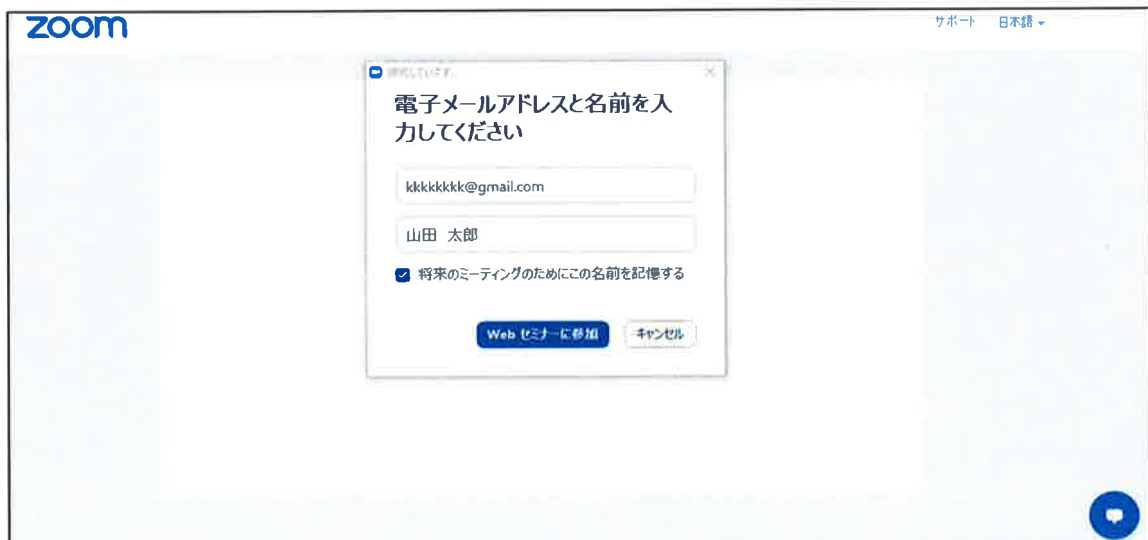 zoom
サポート 日本語
電子メールアドレスと名前を入
力してください
kkkkkkkk@gmail.com
山田 太郎
将来のミーティングのためにこの名前を記憶する
Web セミナーに参加 キャンセル